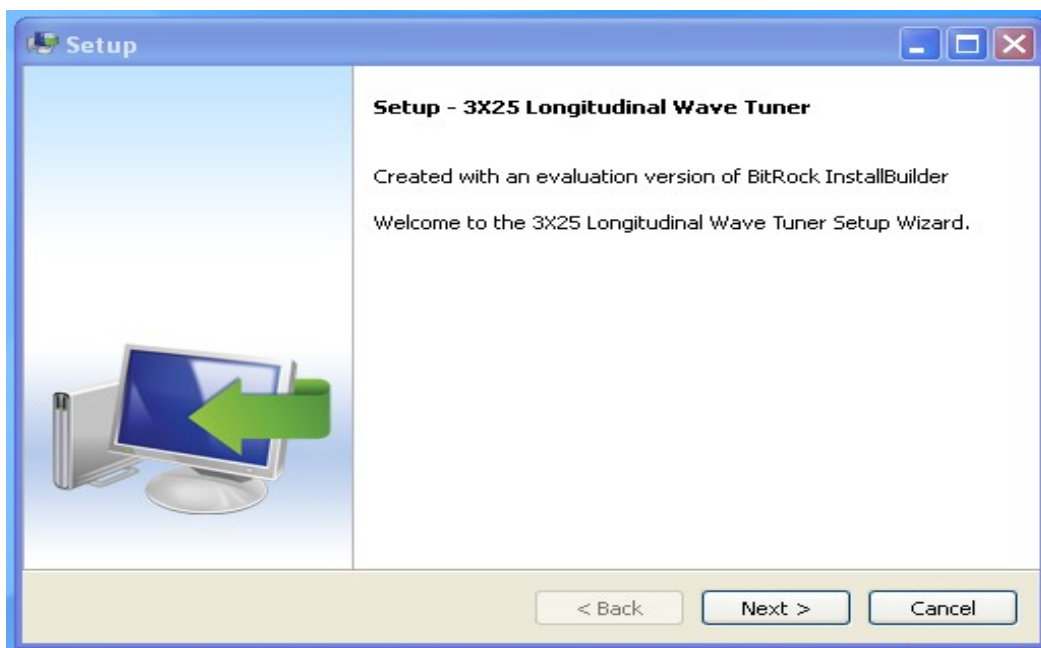 Setup
Setup - 3X25 Longitudinal Wave Tuner
Created with an evaluation version of BitRock InstallBuilder
Welcome to the 3X25 Longitudinal Wave Tuner Setup Wizard.
< Back
Next >
Cancel